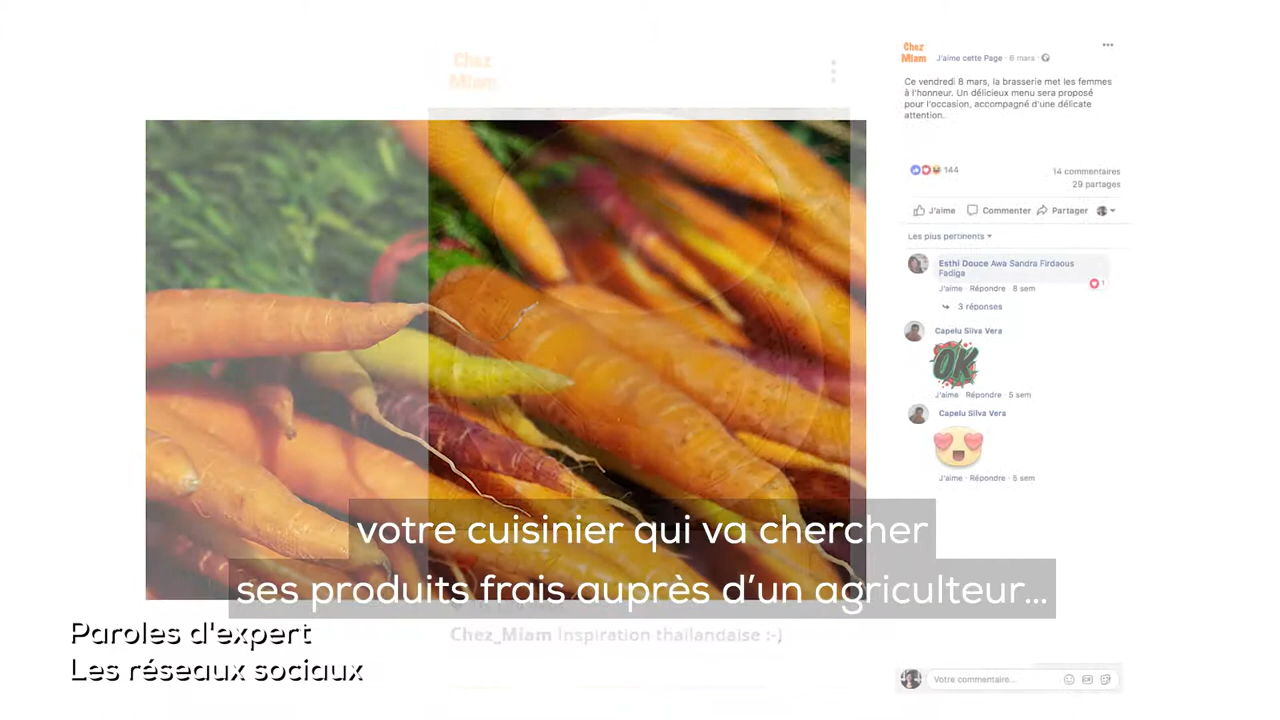 Chez
Miam
Chez
Miam
J'aime cette Page · 6 mars ·
Ce vendredi 8 mars, la brasserie met les femmes
à l'honneur. Un délicieux menu sera proposé
pour l'occasion, accompagné d'une délicate
attention.
144
14 commentaires
29 partages
J'aime Commenter Partager
Les plus pertinents
Esthi Douce Awa Sandra Firdaous
Fadiga
1
J'aime · Répondre · 8 sem
3 réponses
Capelu Silva Vera
OK
J'aime · Répondre · 5 sem
Capelu Silva Vera
J'aime · Répondre · 5 sem
votre cuisinier qui va chercher
ses produits frais auprès d'un agriculteur...
Chez_Miam Inspiration thaïlandaise :-)
Paroles d'expert
Les réseaux sociaux
Votre commentaire...